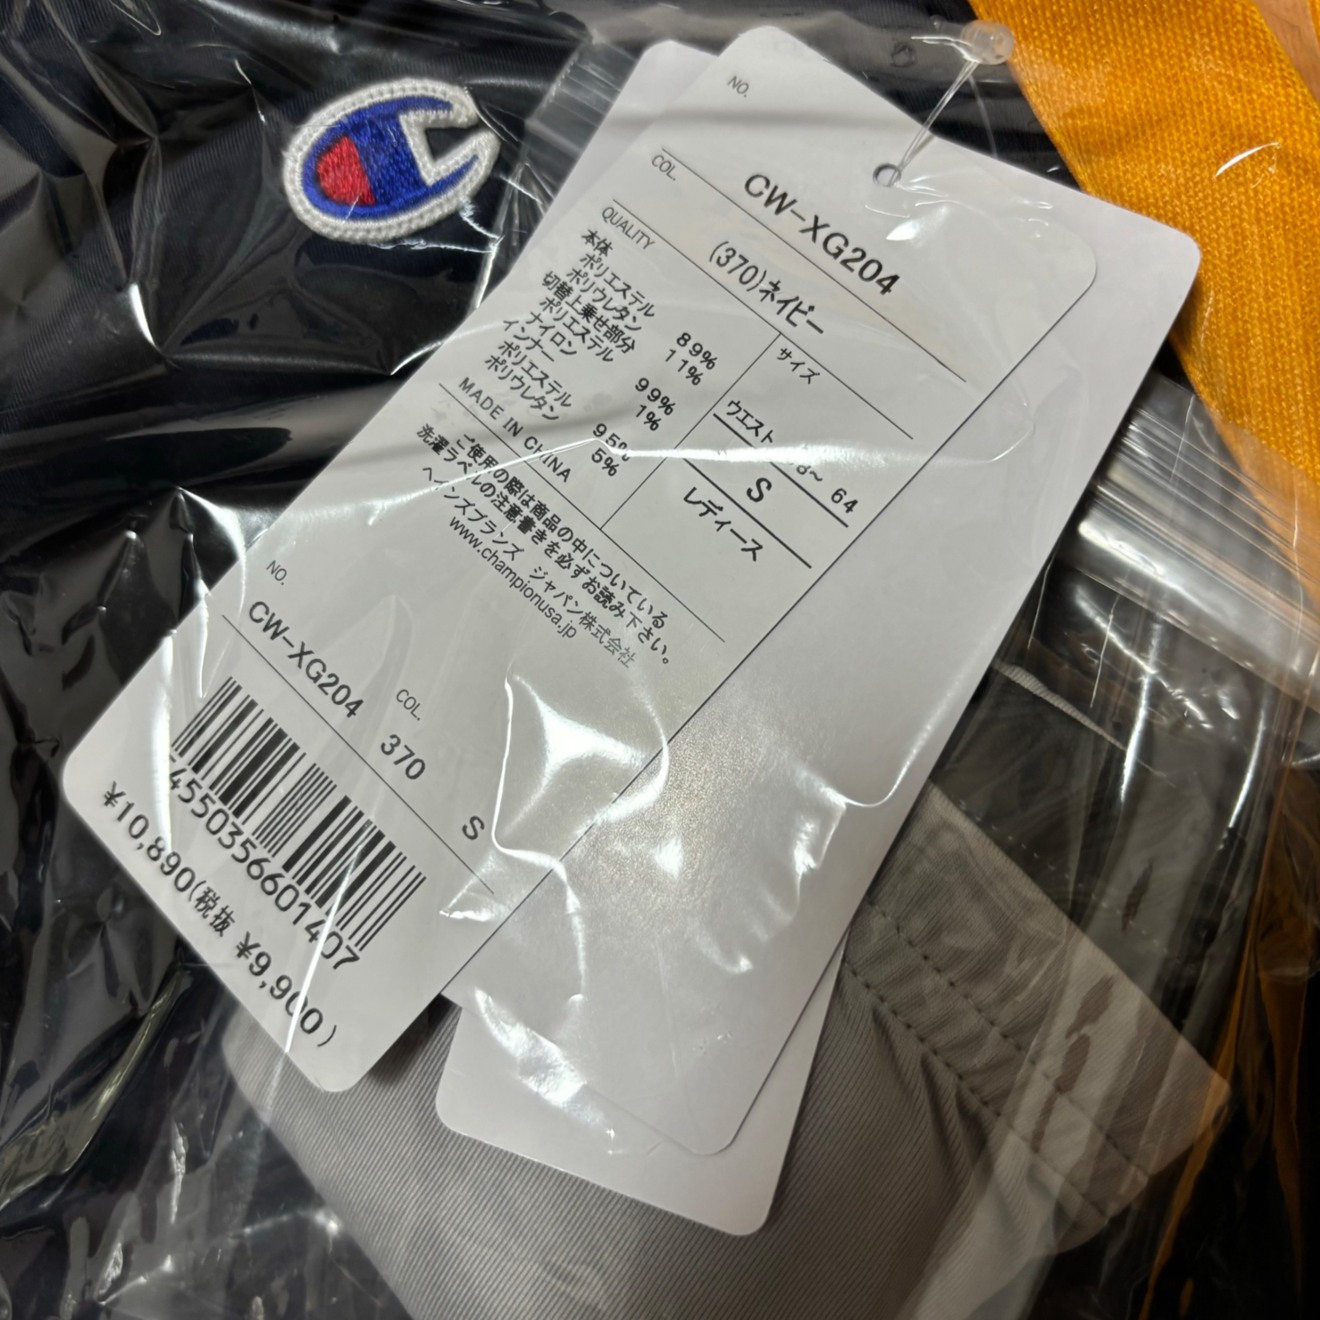 NO.
CW-XG204
COL.
(370)ネイビー
QUALITY
本体
ポリエステル 89%
ポリウレタン 11%
切替上乗せ部分
ポリエステル 99%
ナイロン 1%
インナー
ポリエステル 95%
ポリウレタン 5%
MADE IN CHINA
サイズ
ウエスト 64
S
レディース
ご使用の際は商品の中についている
洗濯ラベルの注意書きを必ずお読み下さい。
ヘインズブランズ ジャパン株式会社
www.championusa.jp
NO.
CW-XG204
COL.
370
S
4550356601407
¥10,890(税抜 ¥9,900)